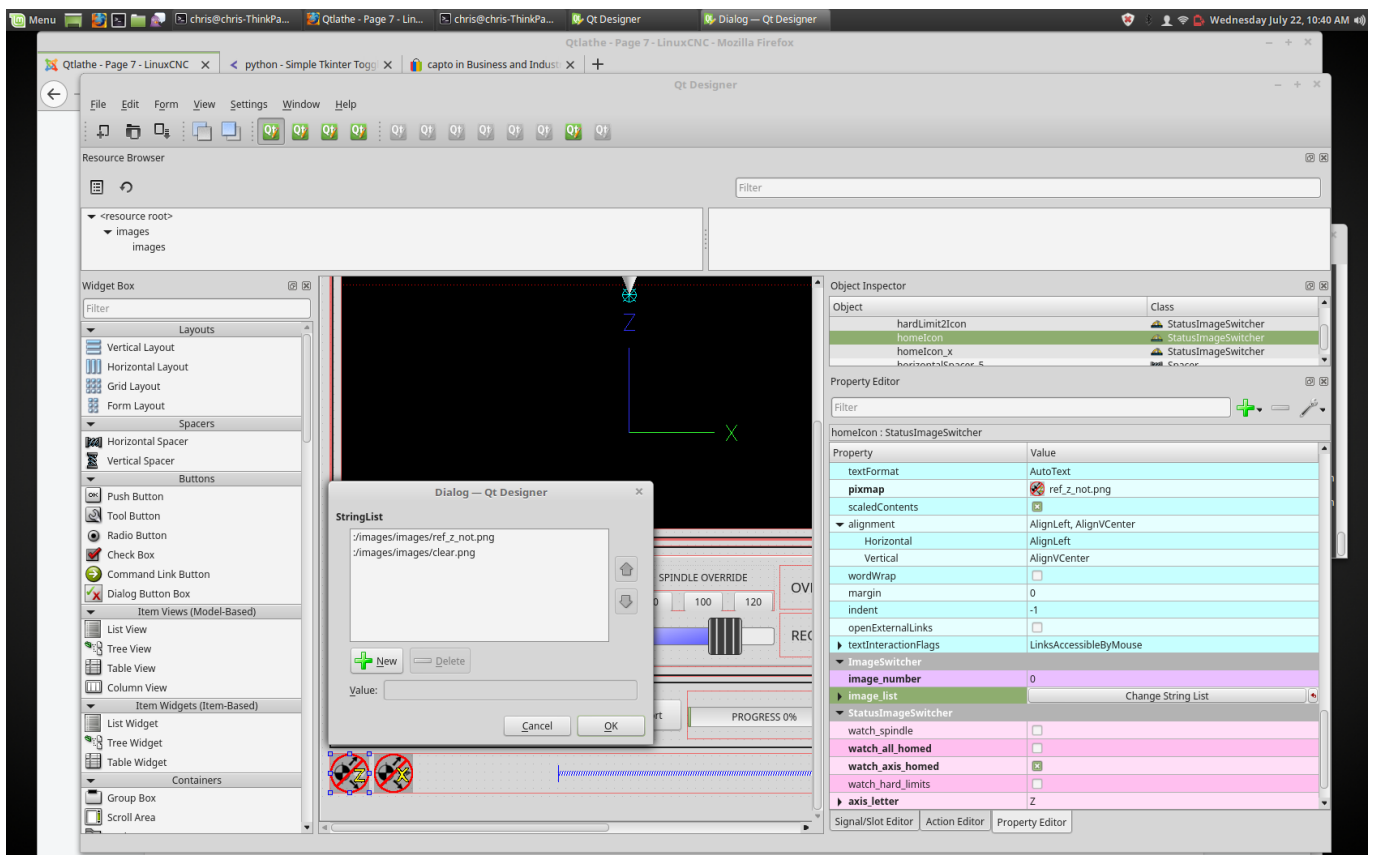 Menu chris@chris-ThinkPa... Qtlathe - Page 7 - Lin... chris@chris-ThinkPa... Qt Designer Dialog — Qt Designer Wednesday July 22, 10:40 AM
Qtlathe - Page 7 - LinuxCNC - Mozilla Firefox
Qtlathe - Page 7 - LinuxCNC python - Simple Tkinter Togg capto in Business and Indust
Qt Designer
File Edit Form View Settings Window Help
Resource Browser
Filter
<resource root>
images
images
Widget Box
Filter
Layouts
Vertical Layout
Horizontal Layout
Grid Layout
Form Layout
Spacers
Horizontal Spacer
Vertical Spacer
Buttons
Push Button
Tool Button
Radio Button
Check Box
Command Link Button
Dialog Button Box
Item Views (Model-Based)
List View
Tree View
Table View
Column View
Item Widgets (Item-Based)
List Widget
Tree Widget
Table Widget
Containers
Group Box
Scroll Area
Z
X
Dialog — Qt Designer
StringList
:/images/images/ref_z_not.png
:/images/images/clear.png
New Delete
Value:
Cancel OK
SPINDLE OVERRIDE
100 120
PROGRESS 0%
Z X
Object Inspector
Object Class
hardLimit2Icon StatusImageSwitcher
homeIcon StatusImageSwitcher
homeIcon_x StatusImageSwitcher
horizontalSpacer_5 Spacer
Property Editor
Filter
homeIcon : StatusImageSwitcher
Property Value
textFormat AutoText
pixmap ref_z_not.png
scaledContents
alignment AlignLeft, AlignVCenter
Horizontal AlignLeft
Vertical AlignVCenter
wordWrap
margin 0
indent -1
openExternalLinks
textInteractionFlags LinksAccessibleByMouse
ImageSwitcher
image_number 0
image_list Change String List
StatusImageSwitcher
watch_spindle
watch_all_homed
watch_axis_homed
watch_hard_limits
axis_letter Z
Signal/Slot Editor Action Editor Property Editor